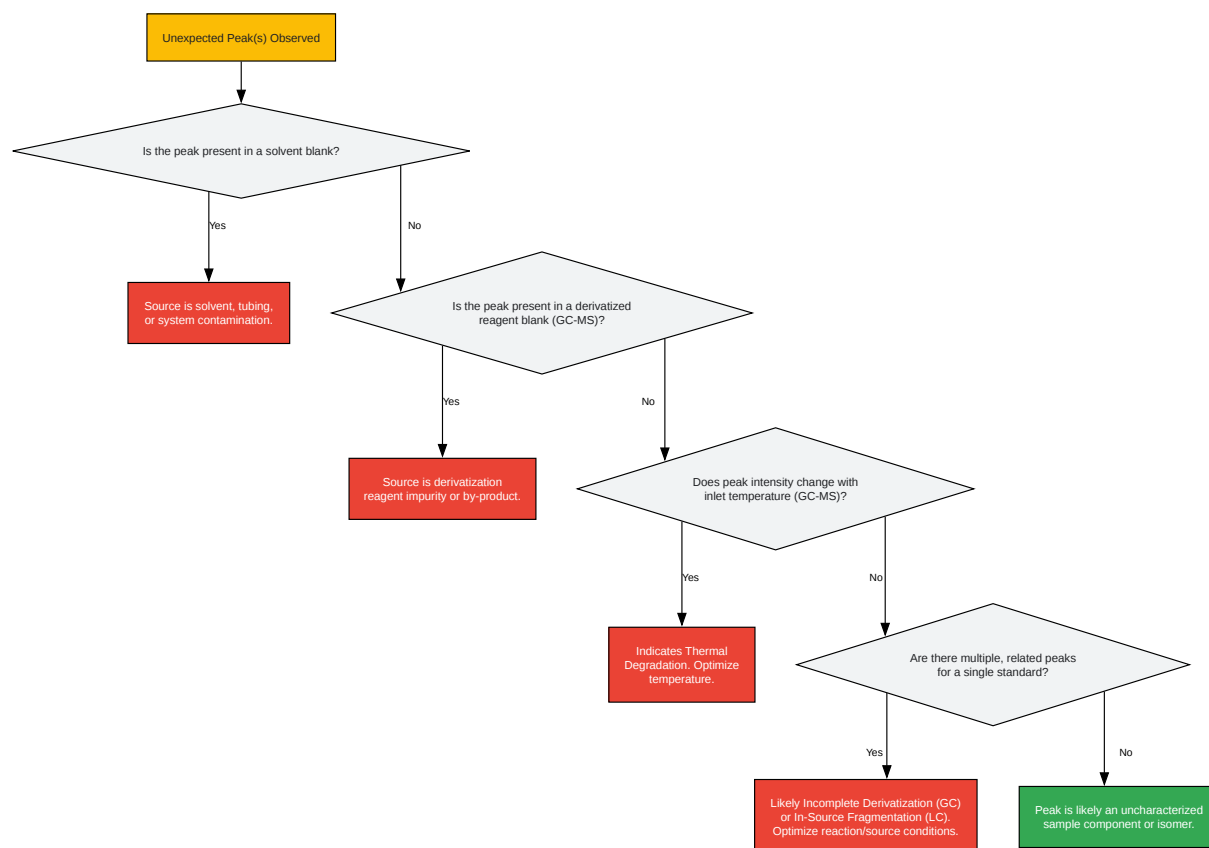 Unexpected Peak(s) Observed
Is the peak present in a solvent blank?
Yes
No
Source is solvent, tubing,
or system contamination.
Is the peak present in a derivatized
reagent blank (GC-MS)?
Yes
No
Source is derivatization
reagent impurity or by-product.
Does peak intensity change with
inlet temperature (GC-MS)?
Yes
No
Indicates Thermal
Degradation. Optimize
temperature.
Are there multiple, related peaks
for a single standard?
Yes
No
Likely Incomplete Derivatization (GC)
or In-Source Fragmentation (LC).
Optimize reaction/source conditions.
Peak is likely an uncharacterized
sample component or isomer.